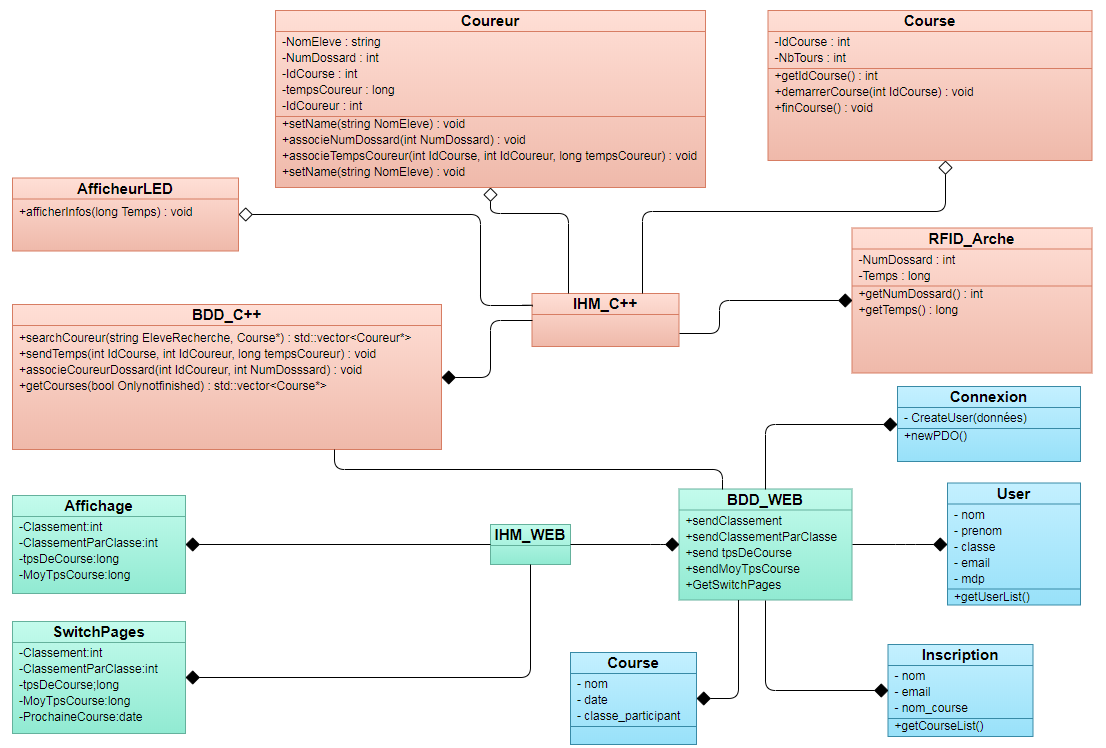 Coureur
-NomEleve : string
-NumDossard : int
-IdCourse : int
-tempsCoureur : long
-IdCoureur : int
+setName(string NomEleve) : void
+associeNumDossard(int NumDossard) : void
+associeTempsCoureur(int IdCourse, int IdCoureur, long tempsCoureur) : void
+setName(string NomEleve) : void
Course
-IdCourse : int
-NbTours : int
+getIdCourse() : int
+demarrerCourse(int IdCourse) : void
+finCourse() : void
AfficheurLED
+afficherInfos(long Temps) : void
RFID_Arche
-NumDossard : int
-Temps : long
+getNumDossard() : int
+getTemps() : long
IHM_C++
BDD_C++
+searchCoureur(string EleveRecherche, Course*) : std::vector<Coureur*>
+sendTemps(int IdCourse, int IdCoureur, long tempsCoureur) : void
+associeCoureurDossard(int IdCoureur, int NumDosssard) : void
+getCourses(bool Onlynotfinished) : std::vector<Course*>
Connexion
- CreateUser(données)
+newPDO()
Affichage
-Classement:int
-ClassementParClasse:int
-tpsDeCourse:long
-MoyTpsCourse:long
IHM_WEB
BDD_WEB
+sendClassement
+sendClassementParClasse
+send tpsDeCourse
+sendMoyTpsCourse
+GetSwitchPages
User
- nom
- prenom
- classe
- email
- mdp
+getUserList()
SwitchPages
-Classement:int
-ClassementParClasse:int
-tpsDeCourse;long
-MoyTpsCourse:long
-ProchaineCourse:date
Course
- nom
- date
- classe_participant
Inscription
- nom
- email
- nom_course
+getCourseList()